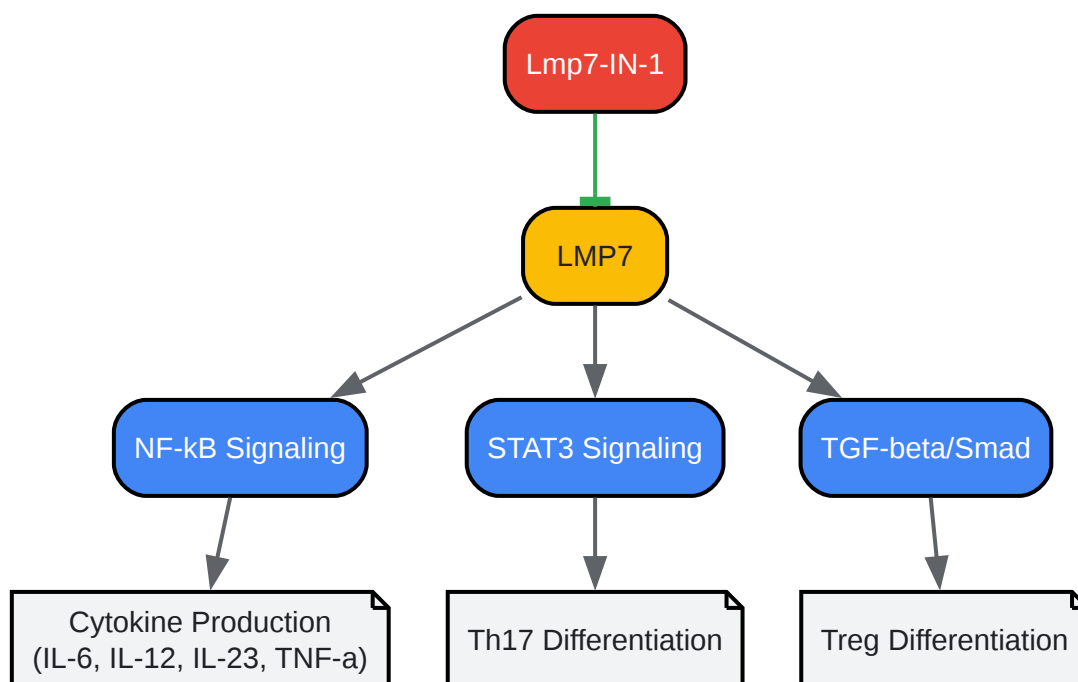 Lmp7-IN-1
LMP7
NF-kB Signaling
STAT3 Signaling
TGF-beta/Smad
Cytokine Production
(IL-6, IL-12, IL-23, TNF-a)
Th17 Differentiation
Treg Differentiation